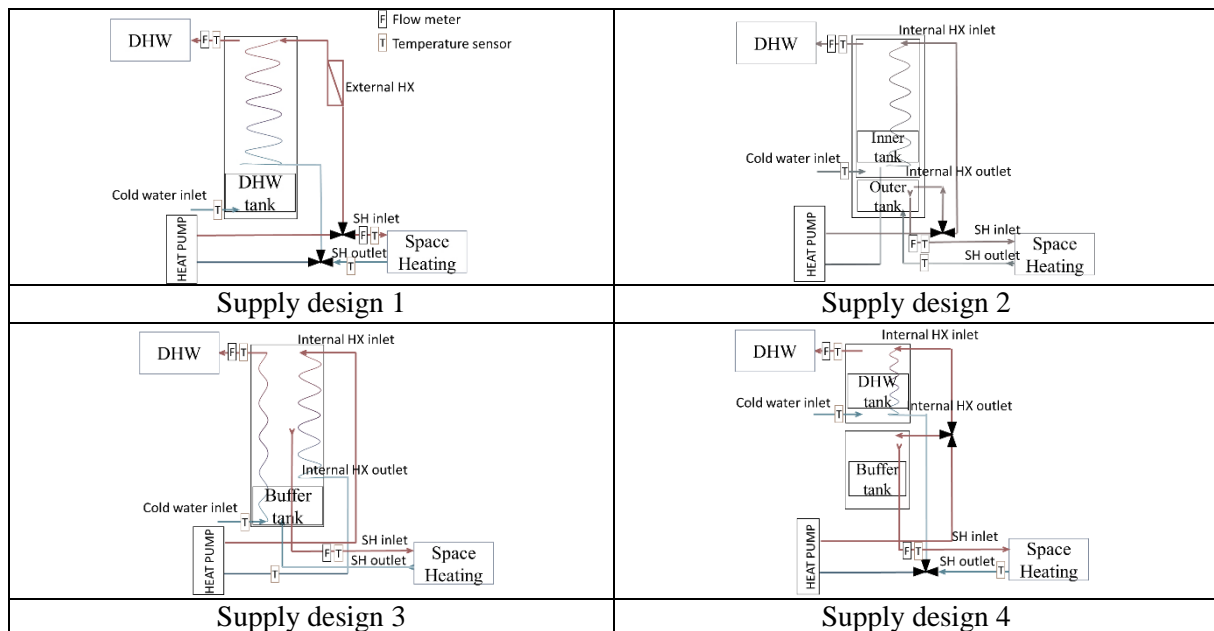 DHW
F
T
F Flow meter
T Temperature sensor
External HX
DHW
tank
Cold water inlet
T
SH inlet
F
T
HEAT PUMP
SH outlet
T
Space
Heating
Supply design 1
Internal HX inlet
DHW
F
T
Inner
tank
Cold water inlet
T
Internal HX outlet
Outer
tank
SH inlet
F
T
HEAT PUMP
SH outlet
T
Space
Heating
Supply design 2
Internal HX inlet
DHW
F
T
Internal HX outlet
Buffer
tank
Cold water inlet
T
SH inlet
F
T
HEAT PUMP
SH outlet
T
Space
Heating
Supply design 3
Internal HX inlet
DHW
F
T
DHW
tank
Cold water inlet
T
Internal HX outlet
Buffer
tank
SH inlet
F
T
HEAT PUMP
SH outlet
T
Space
Heating
Supply design 4